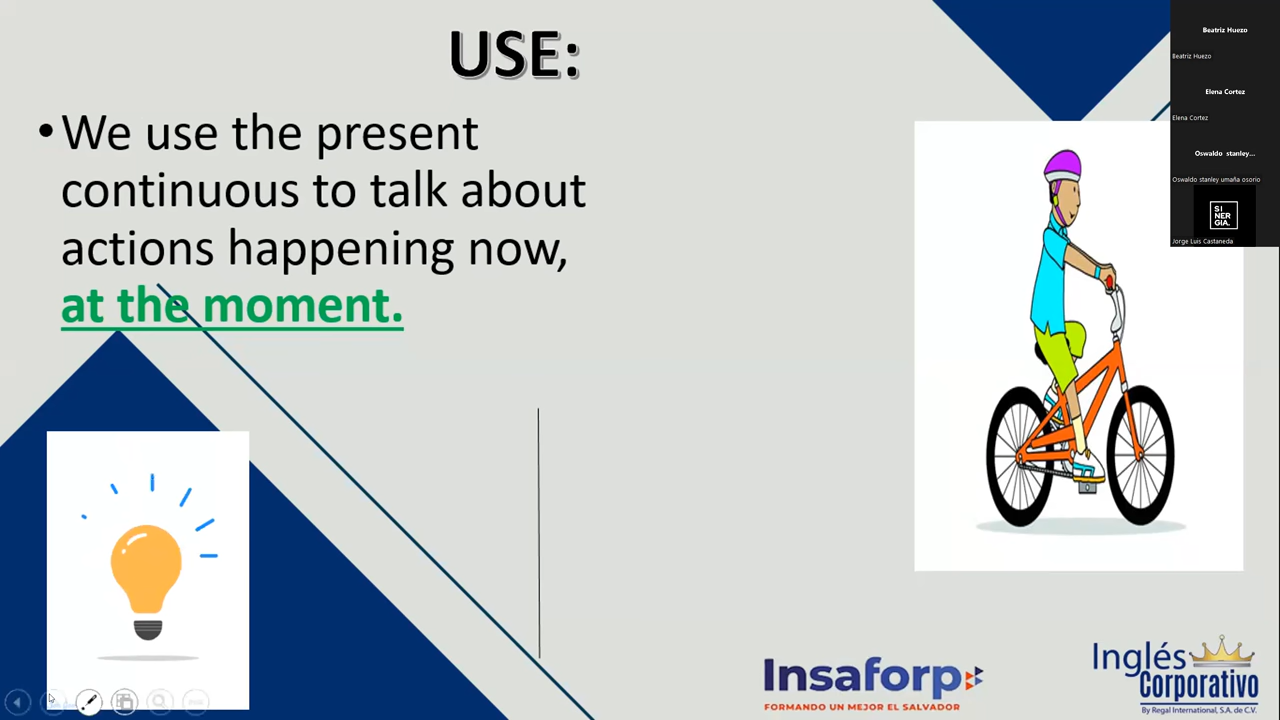 USE:
•We use the present
continuous to talk about
actions happening now,
at the moment.
Beatriz Huezo
Beatriz Huezo
Elena Cortez
Elena Cortez
Oswaldo stanley...
Oswaldo stanley umaña osorio
SI
NER
GIA.
Jorge Luis Castaneda
Insaforp
FORMANDO UN MEJOR EL SALVADOR
Inglés
Corporativo
By Regal International, S.A. de C.V.